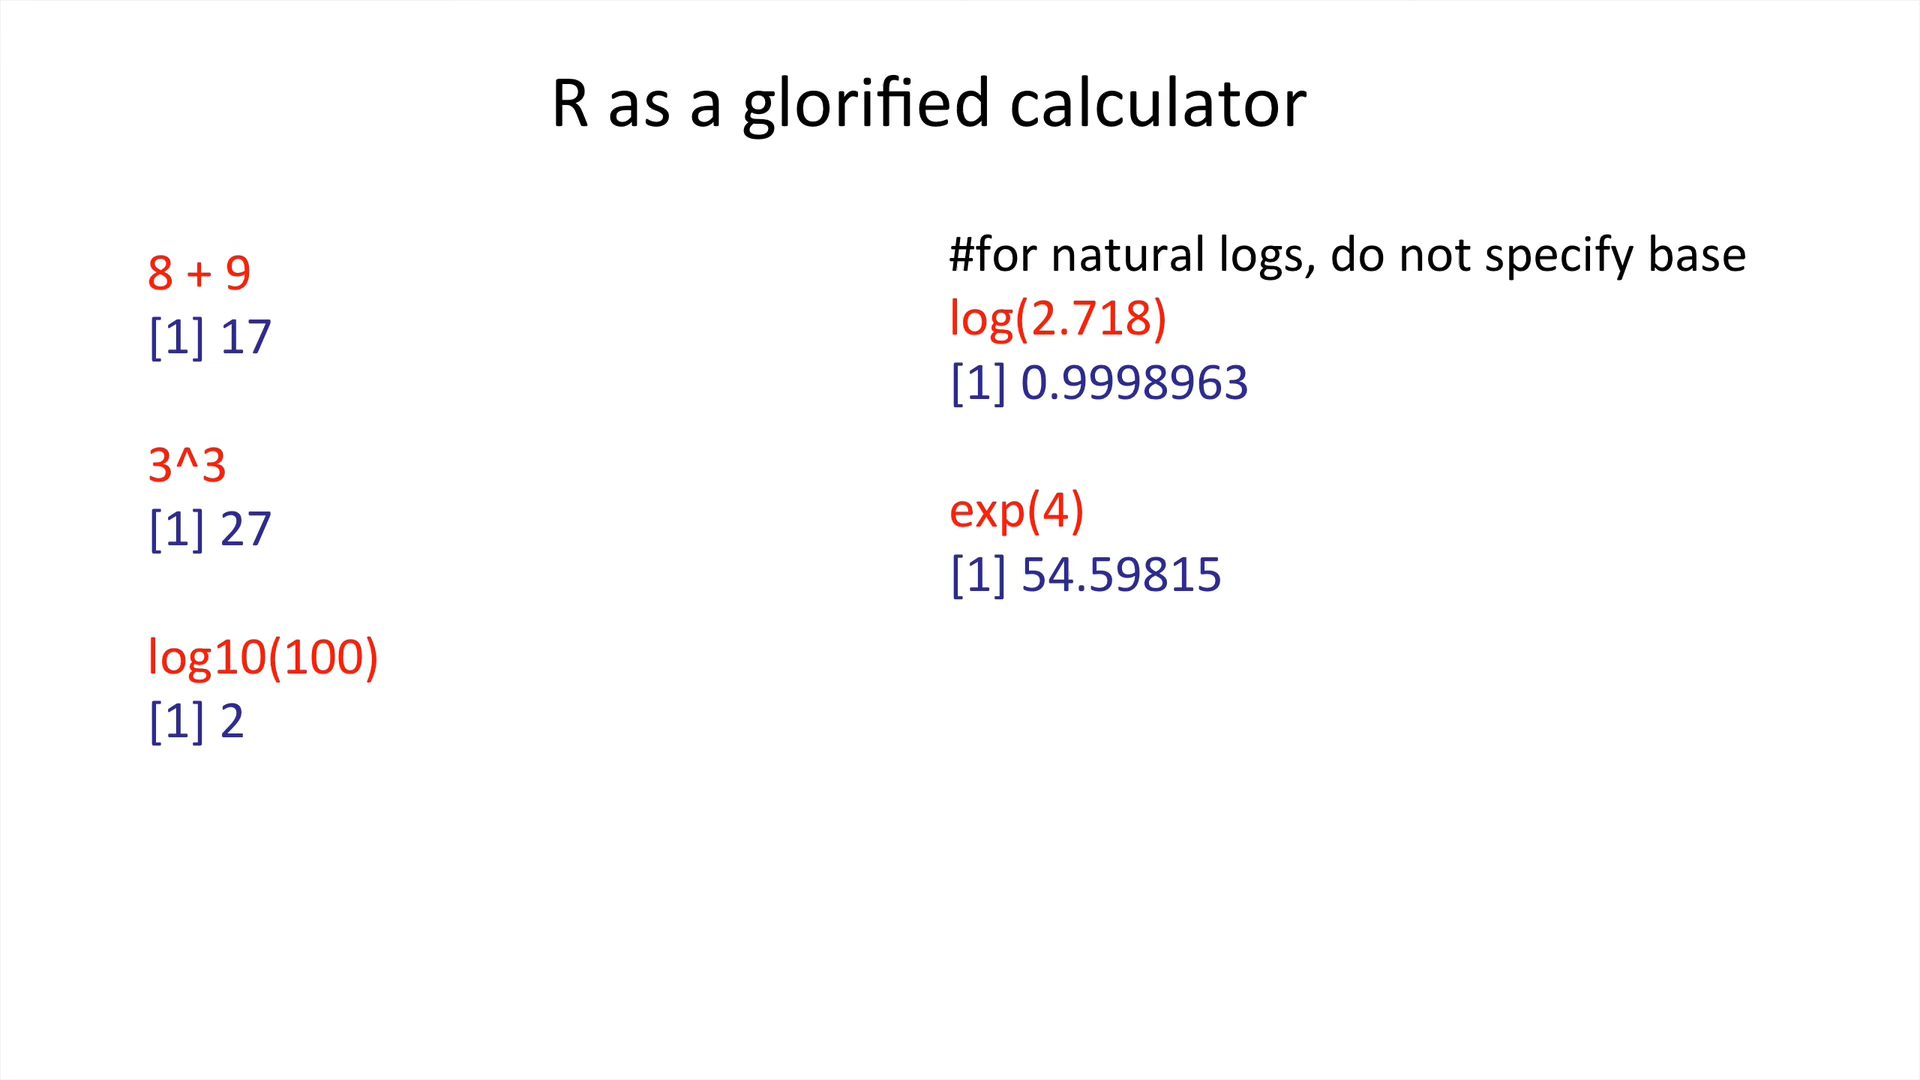 R as a glorified calculator
8 + 9
[1] 17
3^3
[1] 27
log10(100)
[1] 2
#for natural logs, do not specify base
log(2.718)
[1] 0.9998963
exp(4)
[1] 54.59815